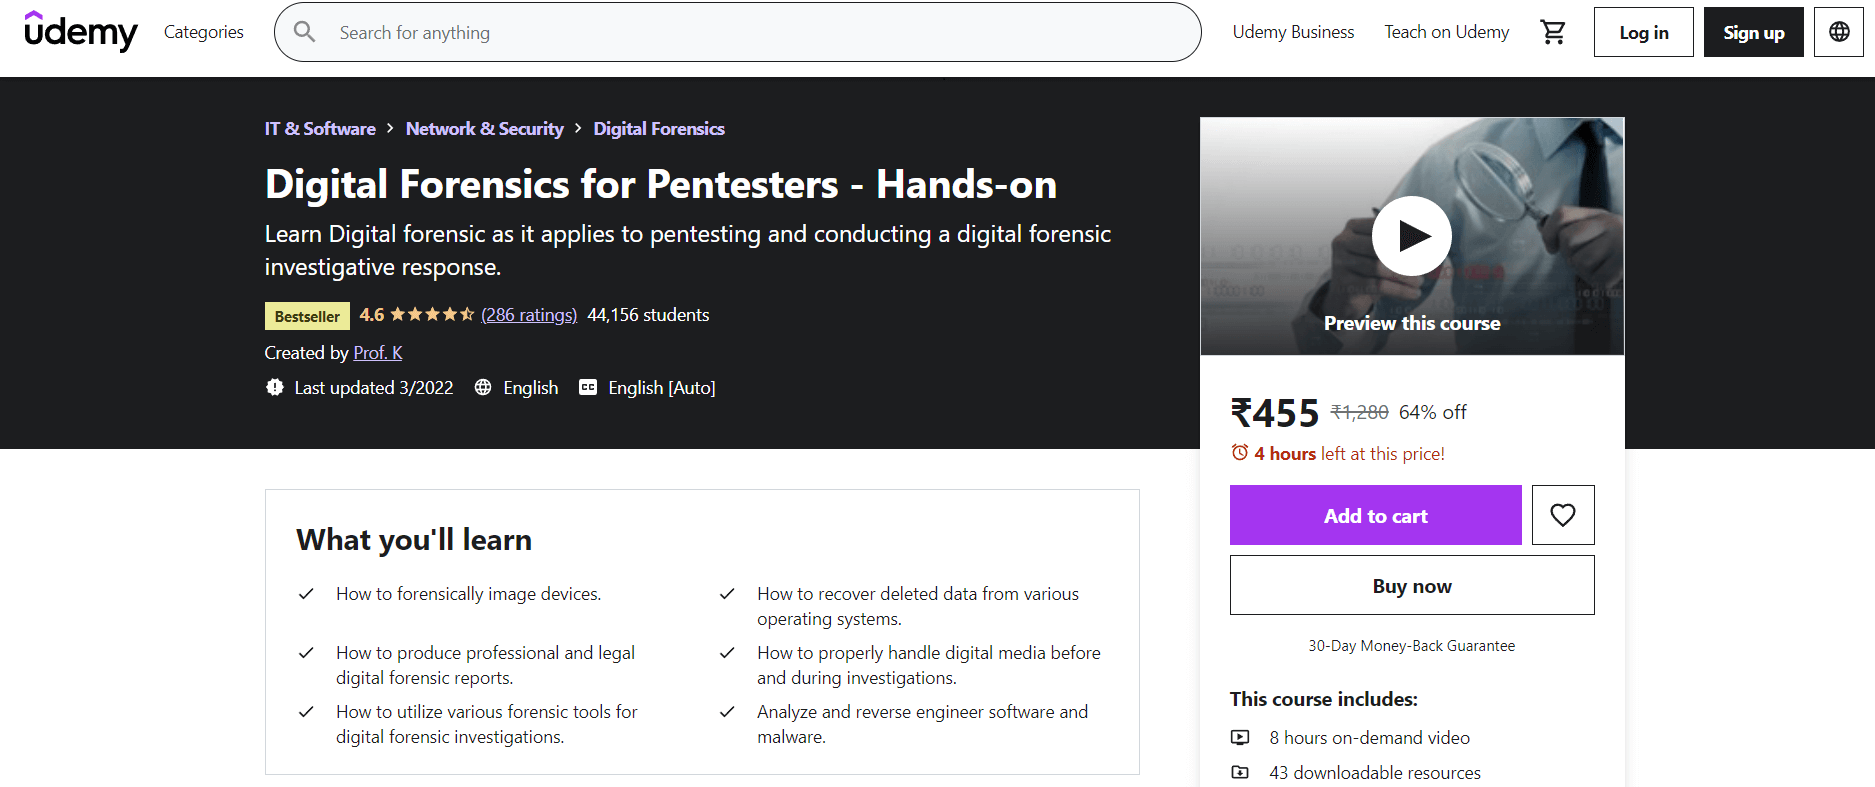 udemy
Categories
Search for anything
Udemy Business
Teach on Udemy
Log in
Sign up
IT & Software > Network & Security > Digital Forensics
Digital Forensics for Pentesters - Hands-on
Learn Digital forensic as it applies to pentesting and conducting a digital forensic
investigative response.
Bestseller 4.6 (286 ratings) 44,156 students
Created by Prof. K
Last updated 3/2022 English CC English [Auto]
Preview this course
₹455 ₹1,280 64% off
4 hours left at this price!
Add to cart
Buy now
30-Day Money-Back Guarantee
This course includes:
8 hours on-demand video
43 downloadable resources
What you'll learn
How to forensically image devices.
How to recover deleted data from various
operating systems.
How to produce professional and legal
digital forensic reports.
How to properly handle digital media before
and during investigations.
How to utilize various forensic tools for
digital forensic investigations.
Analyze and reverse engineer software and
malware.